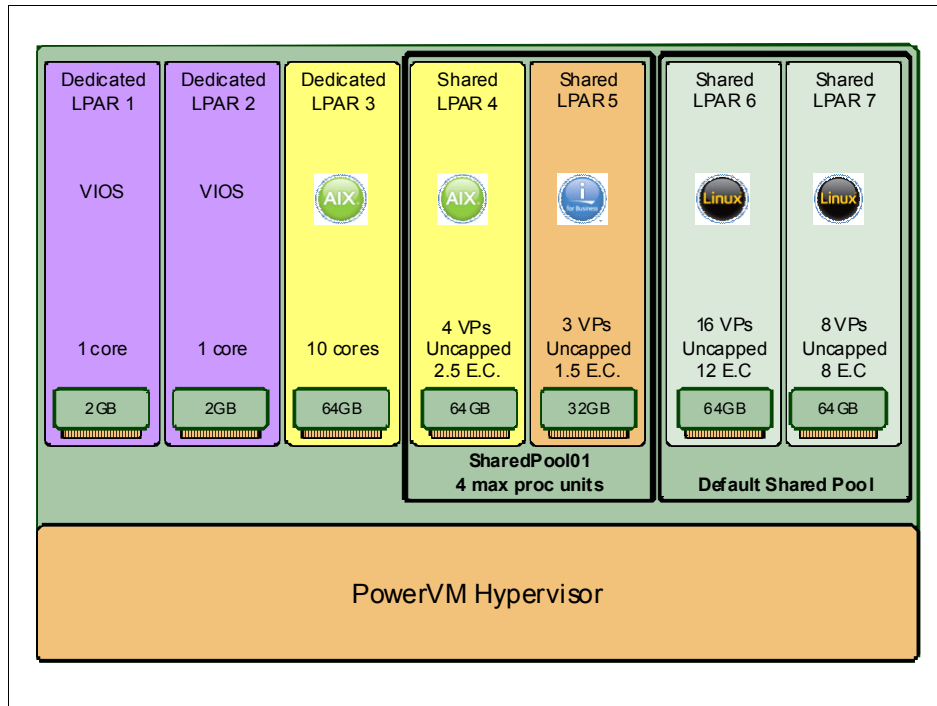 Dedicated
LPAR 1
VIOS
1 core
2GB
Dedicated
LPAR 2
VIOS
1 core
2GB
Dedicated
LPAR 3
AIX
10 cores
64GB
Shared
LPAR 4
AIX
4 VPs
Uncapped
2.5 E.C.
64GB
Shared
LPAR 5
i
for Business
3 VPs
Uncapped
1.5 E.C.
32GB
SharedPool01
4 max proc units
Shared
LPAR 6
Linux
16 VPs
Uncapped
12 E.C
64GB
Shared
LPAR 7
Linux
8 VPs
Uncapped
8 E.C
64GB
Default Shared Pool
PowerVM Hypervisor